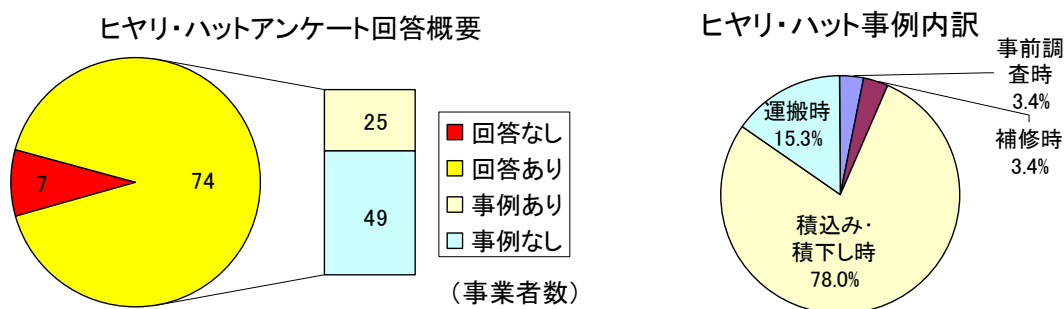 ヒヤリ・ハットアンケート回答概要
7
74
25
49
回答なし
回答あり
事例あり
事例なし
（事業者数）
ヒヤリ・ハット事例内訳
事前調
査時
3.4%
補修時
3.4%
運搬時
15.3%
積込み・
積下し時
78.0%